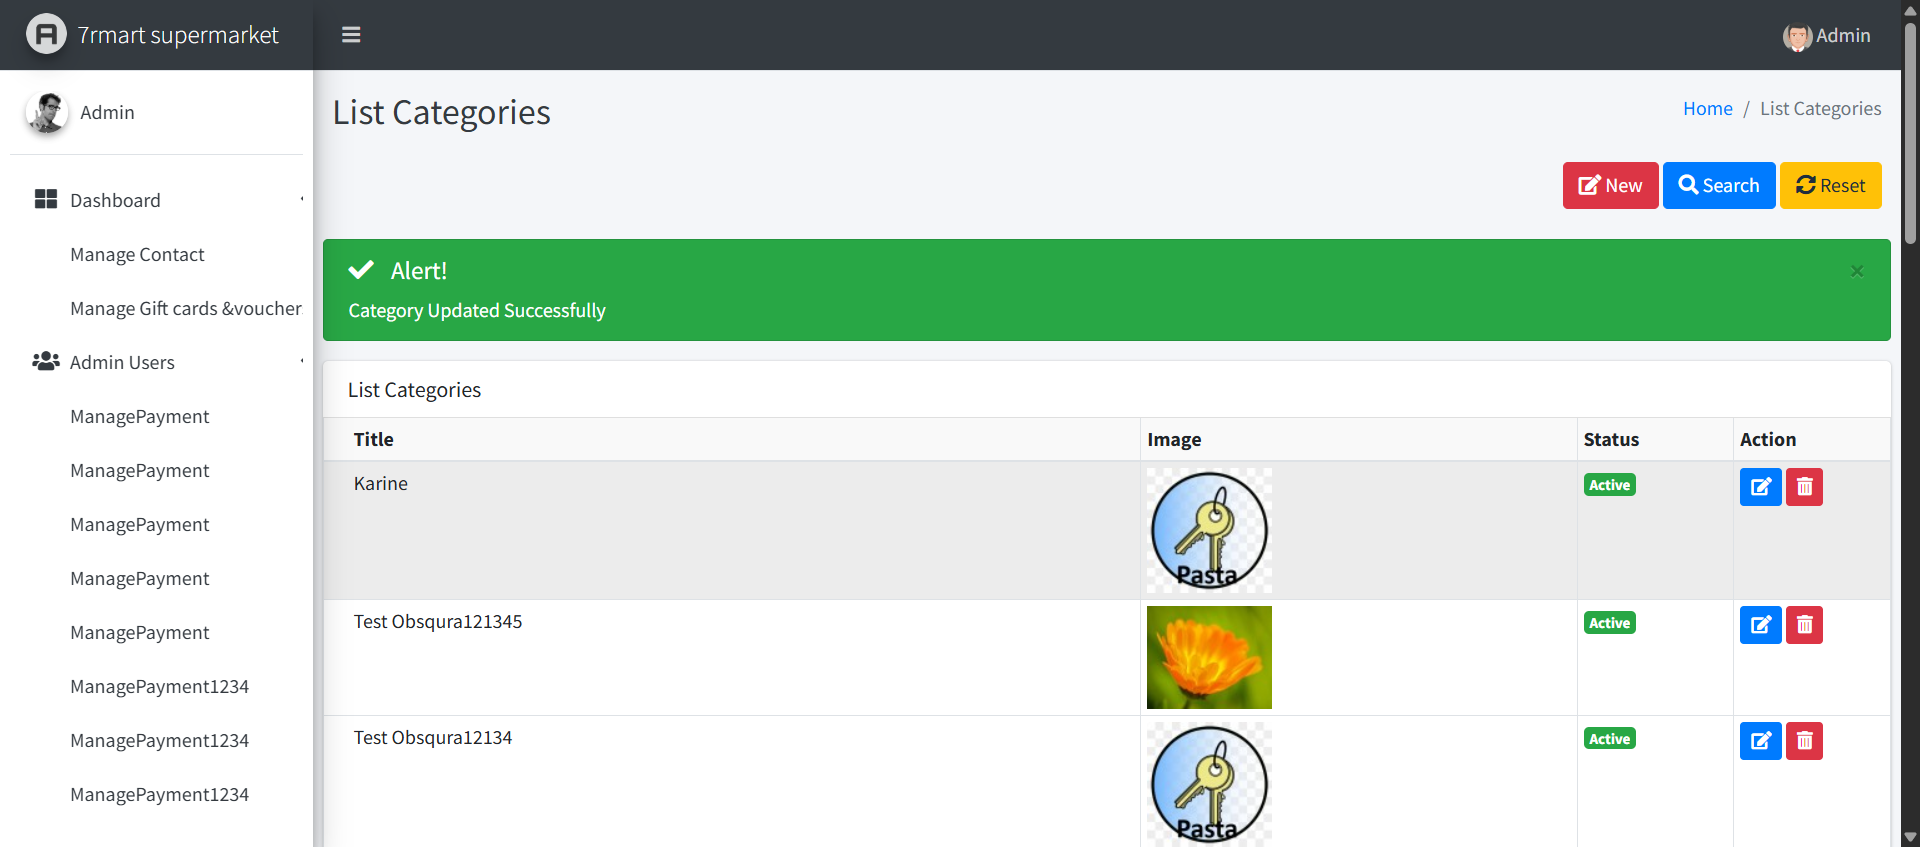 7rmart supermarket
Admin
Admin
List Categories
Home / List Categories
New Search Reset
Dashboard
Manage Contact
Manage Gift cards &voucher
Admin Users
ManagePayment
ManagePayment
ManagePayment
ManagePayment
ManagePayment
ManagePayment1234
ManagePayment1234
ManagePayment1234
Alert!
×
Category Updated Successfully
List Categories
Title Image Status Action
Karine Active
Pasta
Test Obsqura121345 Active
Test Obsqura12134 Active
Pasta